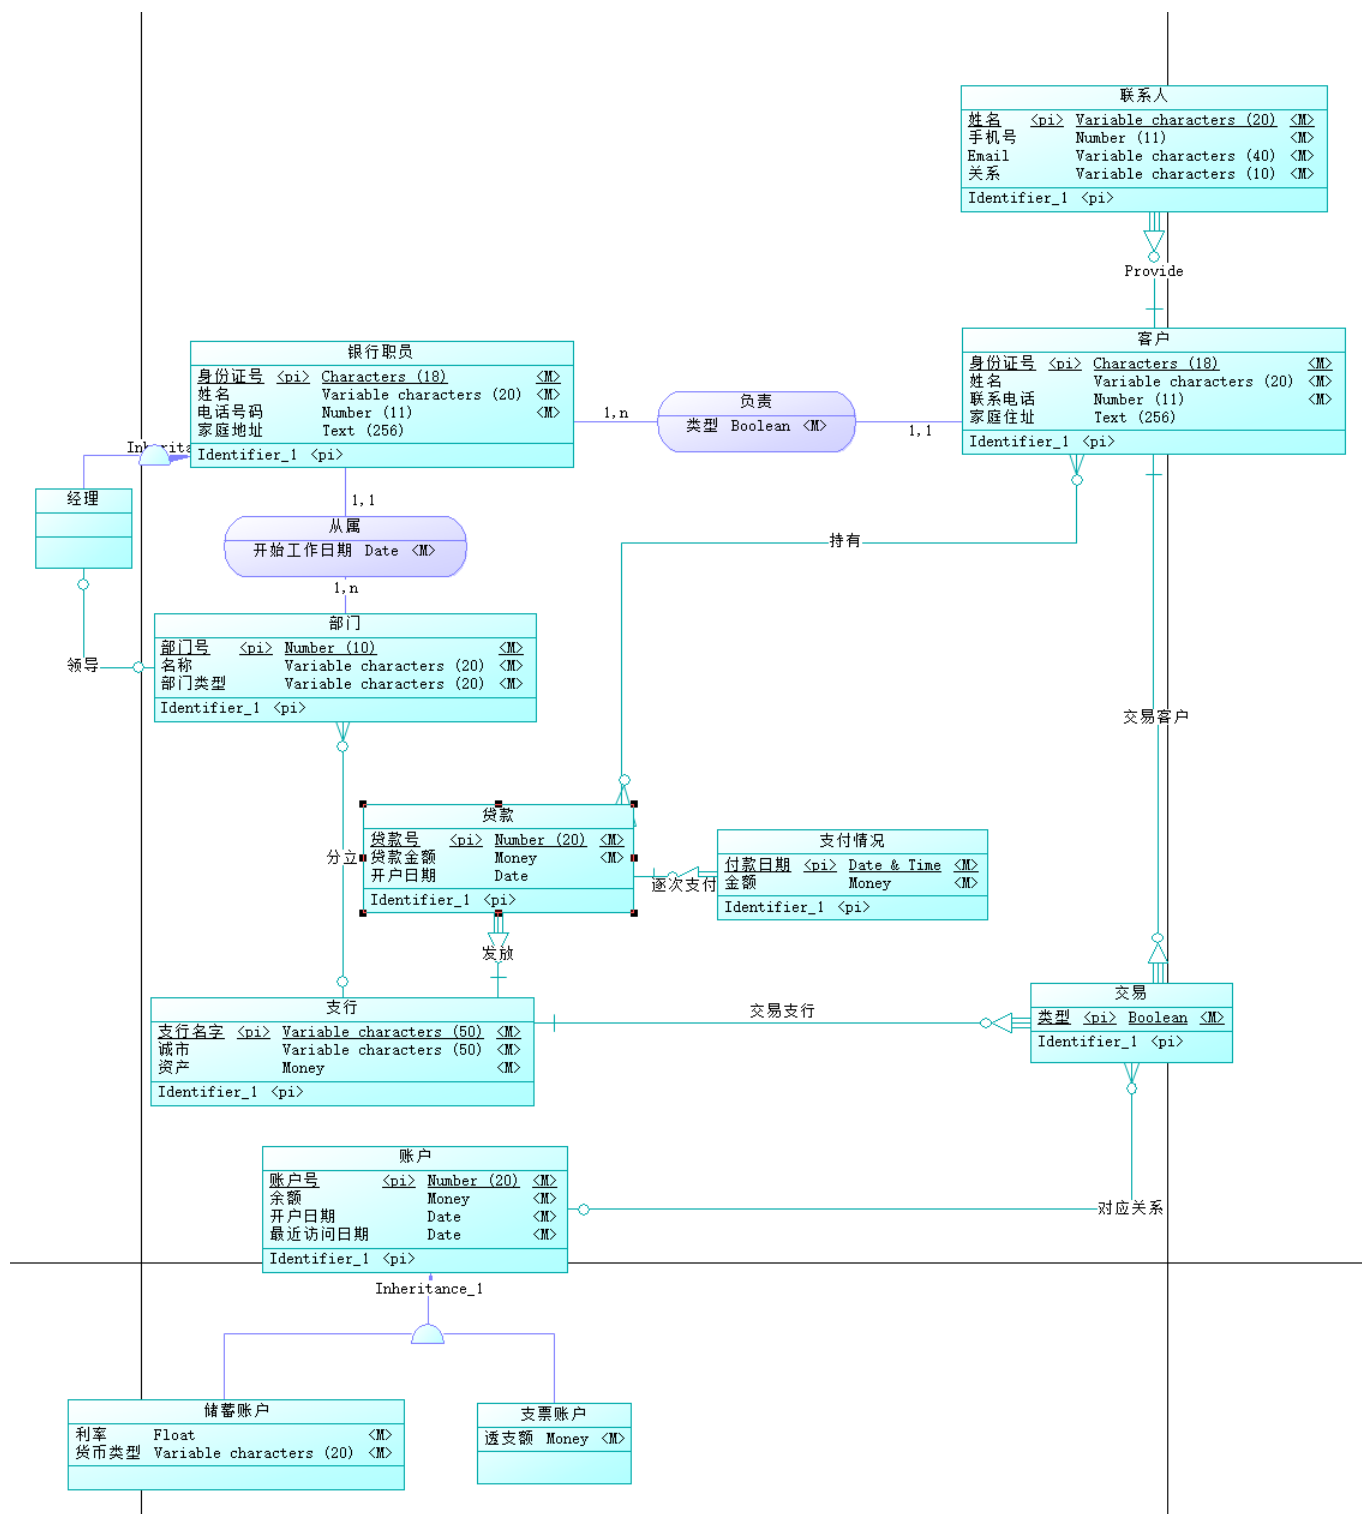 联系人
姓名 <pi> Variable characters (20) <M>
手机号 Number (11) <M>
Email Variable characters (40) <M>
关系 Variable characters (10) <M>
Identifier_1 <pi>
Provide
银行职员
身份证号 <pi> Characters (18) <M>
姓名 Variable characters (20) <M>
电话号码 Number (11) <M>
家庭地址 Text (256)
Identifier_1 <pi>
负责
类型 Boolean <M>
1,n
1,1
客户
身份证号 <pi> Characters (18) <M>
姓名 Variable characters (20) <M>
联系电话 Number (11) <M>
家庭住址 Text (256)
Identifier_1 <pi>
Inherita
经理
1,1
从属
开始工作日期 Date <M>
1,n
持有
部门
部门号 <pi> Number (10) <M>
名称 Variable characters (20) <M>
部门类型 Variable characters (20) <M>
Identifier_1 <pi>
领导
交易客户
贷款
贷款号 <pi> Number (20) <M>
贷款金额 Money <M>
开户日期 Date
Identifier_1 <pi>
分立
逐次支付
支付情况
付款日期 <pi> Date & Time <M>
金额 Money <M>
Identifier_1 <pi>
发放
支行
支行名字 <pi> Variable characters (50) <M>
诚市 Variable characters (50) <M>
资产 Money <M>
Identifier_1 <pi>
交易支行
交易
类型 <pi> Boolean <M>
Identifier_1 <pi>
账户
账户号 <pi> Number (20) <M>
余额 Money <M>
开户日期 Date <M>
最近访问日期 Date <M>
Identifier_1 <pi>
对应关系
Inheritance_1
储蓄账户
利率 Float <M>
货币类型 Variable characters (20) <M>
支票账户
透支额 Money <M>